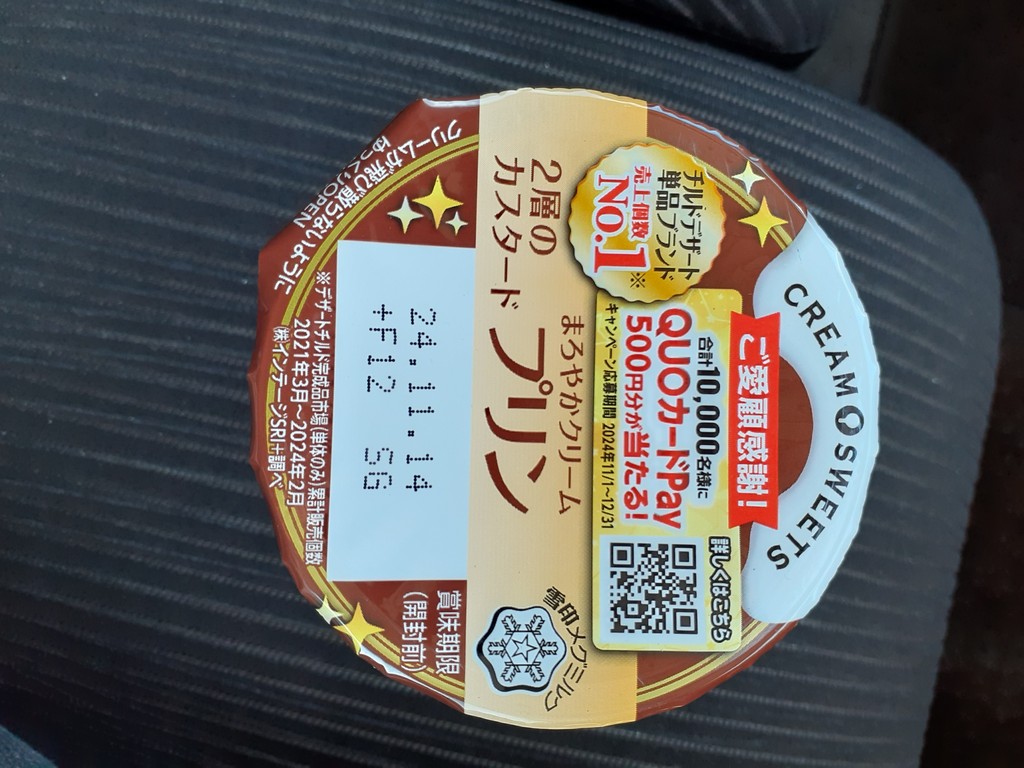 CREAM SWEETS
ご愛顧感謝!
合計10,000名様に
QUOカードPay
500円分が当たる!
キャンペーン応募期間 2024年11/1~12/31
詳しくはこちら
チルドデザート
単品ブランド
売上個数
No.1※
まろやかクリーム
2層の
カスタード
プリン
雪印メグミルク
賞味期限
(開封前)
24.11.14
+F12 SG
※デザートチルド完成品市場(単体のみ)累計販売個数
2021年3月~2024年2月
(株)インテージSRI+調べ
クリームが飛び散らないように
ゆっくりOPEN